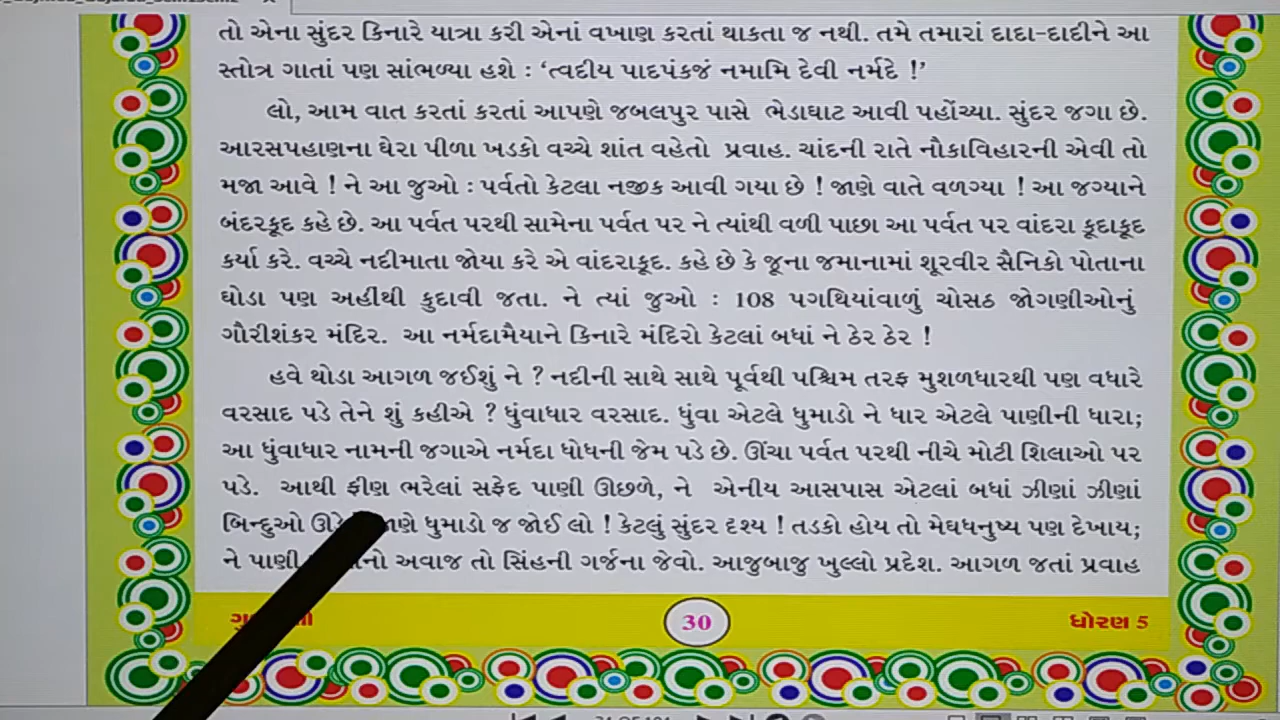 તો એના સુંદર કિનારે યાત્રા કરી એનાં વખાણ કરતાં થાકતા જ નથી. તમે તમારાં દાદા-દાદીને આ
સ્તોત્ર ગાતાં પણ સાંભળ્યા હશે : ‘ત્વદીય પાદપંકજં નમામિ દેવી નર્મદે !’
લો, આમ વાત કરતાં કરતાં આપણે જબલપુર પાસે ભેડાઘાટ આવી પહોંચ્યા. સુંદર જગા છે.
આરસપહાણના ઘેરા પીળા ખડકો વચ્ચે શાંત વહેતો પ્રવાહ. ચાંદની રાતે નૌકાવિહારની એવી તો
મજા આવે ! ને આ જુઓ : પર્વતો કેટલા નજીક આવી ગયા છે ! જાણે વાતે વળગ્યા ! આ જગ્યાને
બંદરકૂદ કહે છે. આ પર્વત પરથી સામેના પર્વત પર ને ત્યાંથી વળી પાછા આ પર્વત પર વાંદરા કૂદાકૂદ
કર્યા કરે. વચ્ચે નદીમાતા જોયા કરે એ વાંદરાકૂદ. કહે છે કે જૂના જમાનામાં શૂરવીર સૈનિકો પોતાના
ઘોડા પણ અહીંથી કુદાવી જતા. ને ત્યાં જુઓ : 108 પગથિયાંવાળું ચોસઠ જોગણીઓનું
ગૌરીશંકર મંદિર. આ નર્મદામૈયાને કિનારે મંદિરો કેટલાં બધાં ને ઠેર ઠેર !
હવે થોડા આગળ જઈશું ને ? નદીની સાથે સાથે પૂર્વથી પશ્ચિમ તરફ મુશળધારથી પણ વધારે
વરસાદ પડે તેને શું કહીએ ? ધુંવાધાર વરસાદ. ધુંવા એટલે ધુમાડો ને ધાર એટલે પાણીની ધારા;
આ ધુંવાધાર નામની જગાએ નર્મદા ધોધની જેમ પડે છે. ઊંચા પર્વત પરથી નીચે મોટી શિલાઓ પર
પડે. આથી ફીણ ભરેલાં સફેદ પાણી ઊછળે, ને એનીય આસપાસ એટલાં બધાં ઝીણાં ઝીણાં
બિન્દુઓ ધુમાડો જ જોઈ લો ! કેટલું સુંદર દૃશ્ય ! તડકો હોય તો મેઘધનુષ્ય પણ દેખાય;
ને પાણી અવાજ તો સિંહની ગર્જના જેવો. આજુબાજુ ખુલ્લો પ્રદેશ. આગળ જતાં પ્રવાહ
30
ધોરણ 5